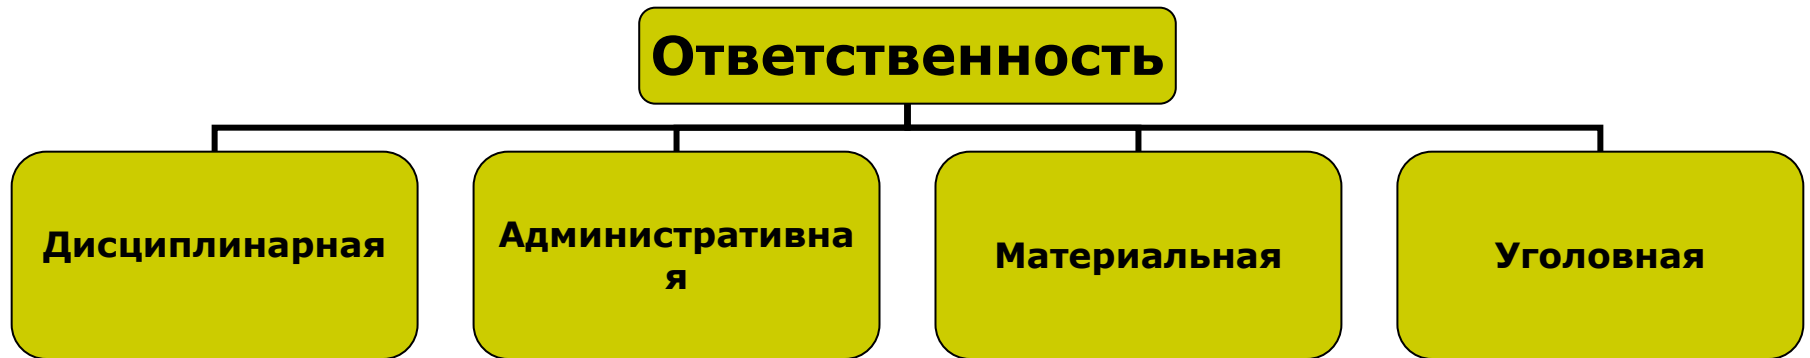 Ответственность
Дисциплинарная
Административна
я
Материальная
Уголовная